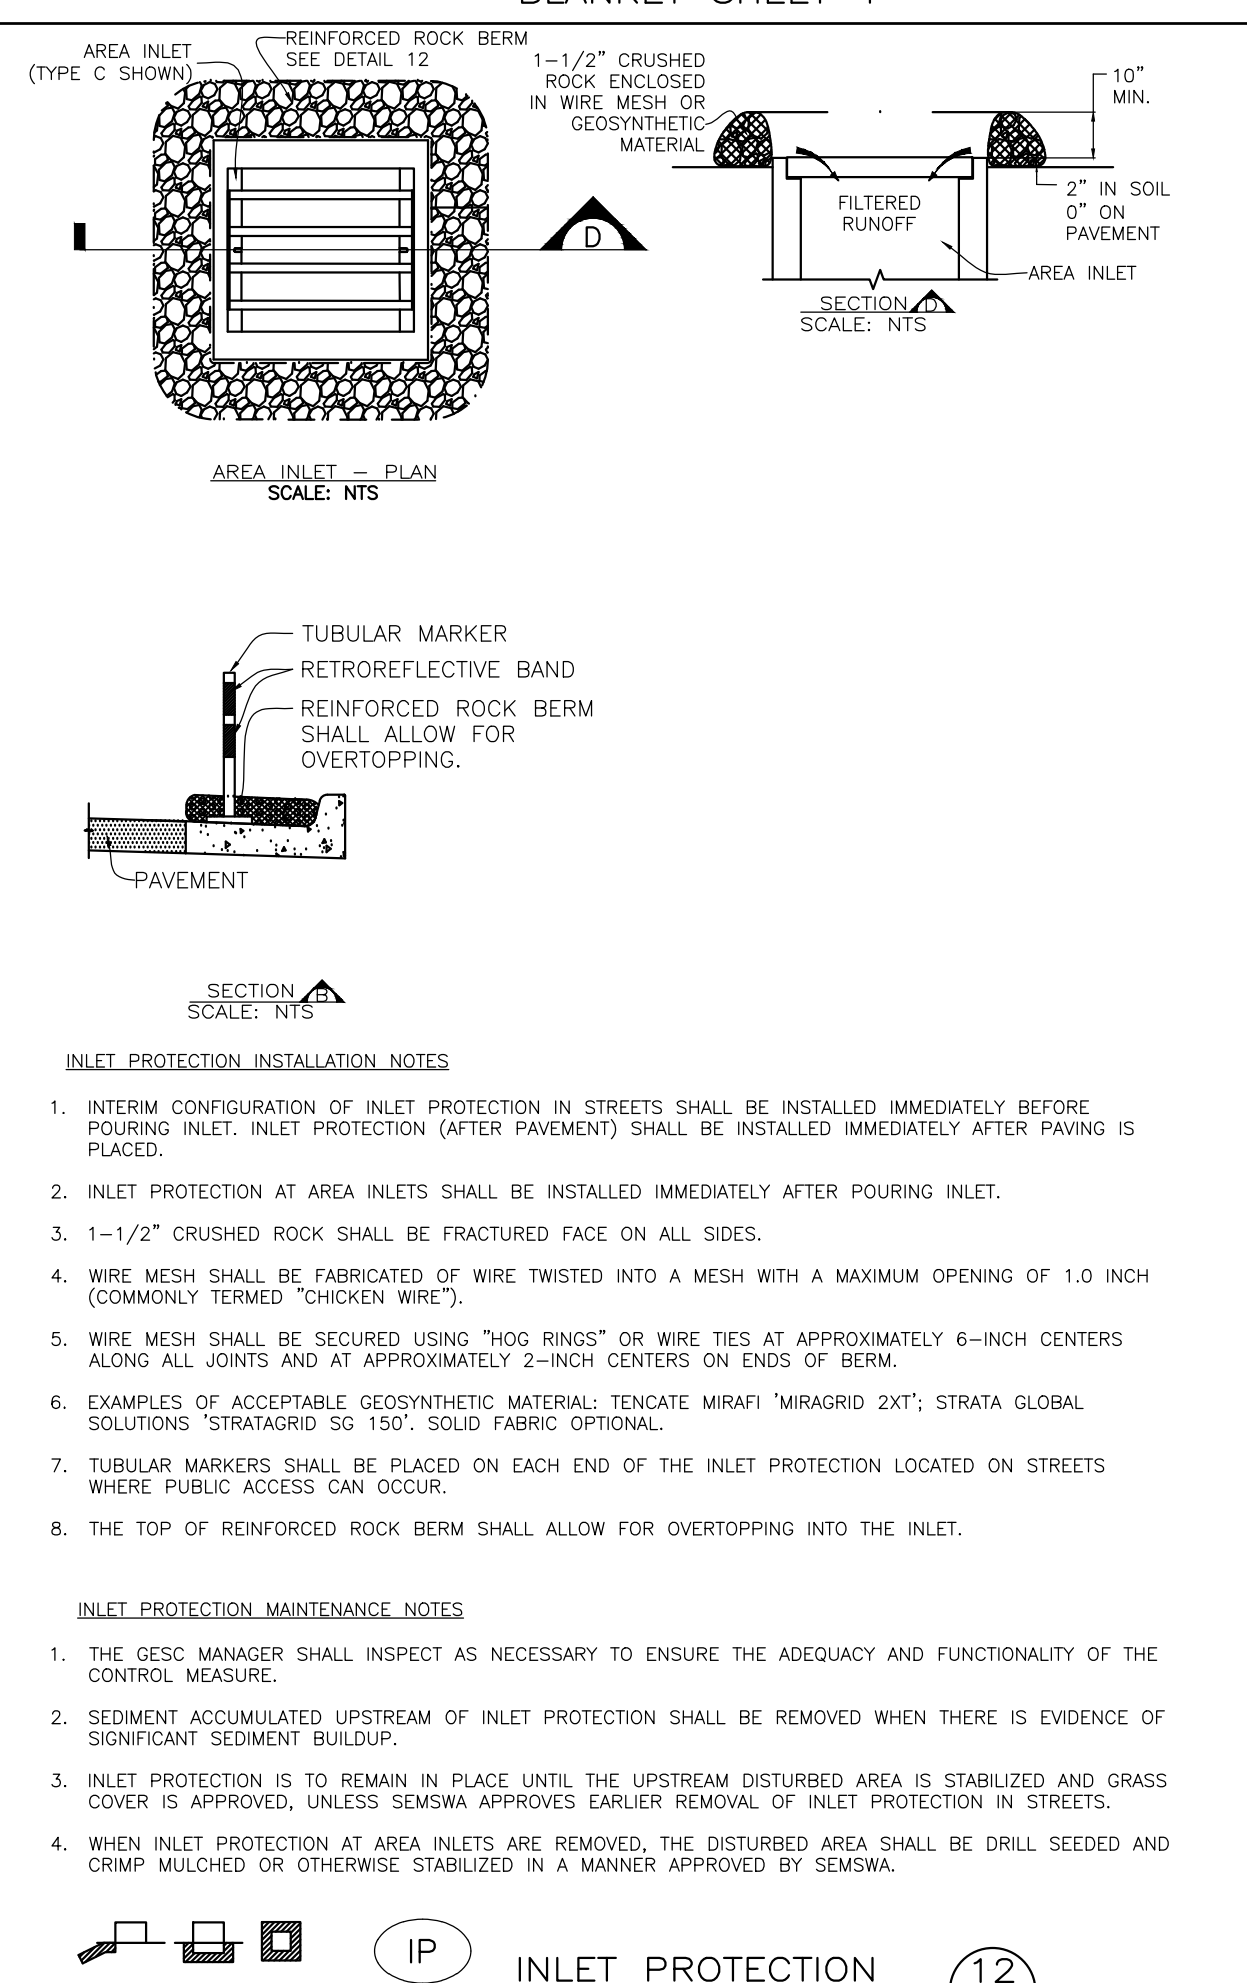 AREA INLET
(TYPE C SHOWN)
REINFORCED ROCK BERM
SEE DETAIL 12
1-1/2" CRUSHED
ROCK ENCLOSED
IN WIRE MESH OR
GEOSYNTHETIC
MATERIAL
10"
MIN.
FILTERED
RUNOFF
2" IN SOIL
0" ON
PAVEMENT
AREA INLET
D
SECTION D
SCALE: NTS
AREA INLET – PLAN
SCALE: NTS
TUBULAR MARKER
RETROREFLECTIVE BAND
REINFORCED ROCK BERM
SHALL ALLOW FOR
OVERTOPPING.
PAVEMENT
SECTION B
SCALE: NTS
INLET PROTECTION INSTALLATION NOTES
1. INTERIM CONFIGURATION OF INLET PROTECTION IN STREETS SHALL BE INSTALLED IMMEDIATELY BEFORE
POURING INLET. INLET PROTECTION (AFTER PAVEMENT) SHALL BE INSTALLED IMMEDIATELY AFTER PAVING IS
PLACED.
2. INLET PROTECTION AT AREA INLETS SHALL BE INSTALLED IMMEDIATELY AFTER POURING INLET.
3. 1-1/2" CRUSHED ROCK SHALL BE FRACTURED FACE ON ALL SIDES.
4. WIRE MESH SHALL BE FABRICATED OF WIRE TWISTED INTO A MESH WITH A MAXIMUM OPENING OF 1.0 INCH
(COMMONLY TERMED "CHICKEN WIRE").
5. WIRE MESH SHALL BE SECURED USING "HOG RINGS" OR WIRE TIES AT APPROXIMATELY 6-INCH CENTERS
ALONG ALL JOINTS AND AT APPROXIMATELY 2-INCH CENTERS ON ENDS OF BERM.
6. EXAMPLES OF ACCEPTABLE GEOSYNTHETIC MATERIAL: TENCATE MIRAFI 'MIRAGRID 2XT'; STRATA GLOBAL
SOLUTIONS 'STRATAGRID SG 150'. SOLID FABRIC OPTIONAL.
7. TUBULAR MARKERS SHALL BE PLACED ON EACH END OF THE INLET PROTECTION LOCATED ON STREETS
WHERE PUBLIC ACCESS CAN OCCUR.
8. THE TOP OF REINFORCED ROCK BERM SHALL ALLOW FOR OVERTOPPING INTO THE INLET.
INLET PROTECTION MAINTENANCE NOTES
1. THE GESC MANAGER SHALL INSPECT AS NECESSARY TO ENSURE THE ADEQUACY AND FUNCTIONALITY OF THE
CONTROL MEASURE.
2. SEDIMENT ACCUMULATED UPSTREAM OF INLET PROTECTION SHALL BE REMOVED WHEN THERE IS EVIDENCE OF
SIGNIFICANT SEDIMENT BUILDUP.
3. INLET PROTECTION IS TO REMAIN IN PLACE UNTIL THE UPSTREAM DISTURBED AREA IS STABILIZED AND GRASS
COVER IS APPROVED, UNLESS SEMSWA APPROVES EARLIER REMOVAL OF INLET PROTECTION IN STREETS.
4. WHEN INLET PROTECTION AT AREA INLETS ARE REMOVED, THE DISTURBED AREA SHALL BE DRILL SEEDED AND
CRIMP MULCHED OR OTHERWISE STABILIZED IN A MANNER APPROVED BY SEMSWA.
IP
INLET PROTECTION
12